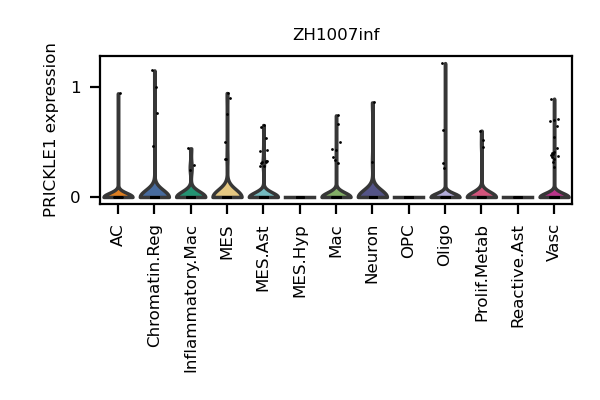 ZH1007inf
PRICKLE1 expression
1
0
AC
Chromatin.Reg
Inflammatory.Mac
MES
MES.Ast
MES.Hyp
Mac
Neuron
OPC
Oligo
Prolif.Metab
Reactive.Ast
Vasc